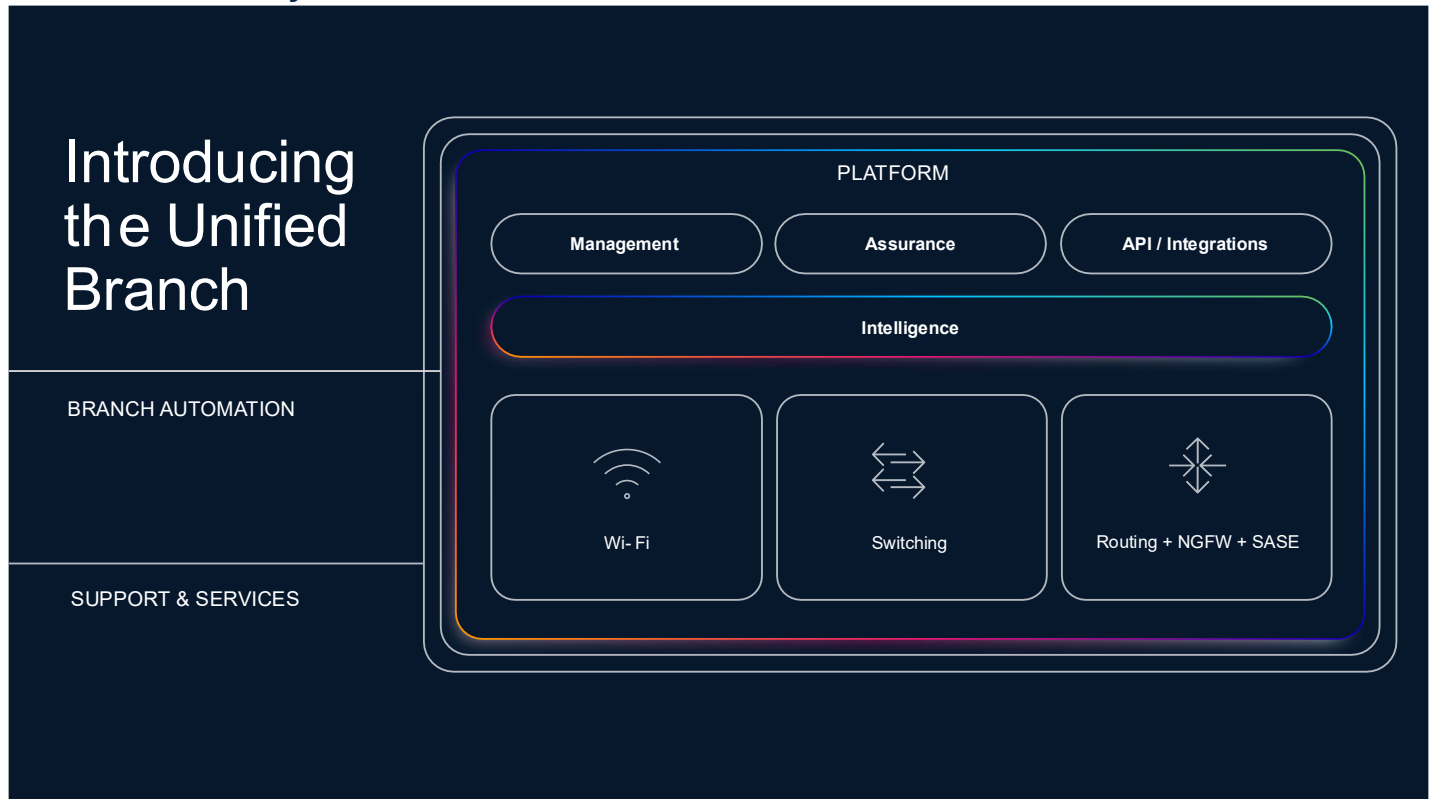 Introducing
the Unified
Branch
BRANCH AUTOMATION
SUPPORT & SERVICES
PLATFORM
Management
Assurance
API / Integrations
Intelligence
Wi- Fi
Switching
Routing + NGFW + SASE